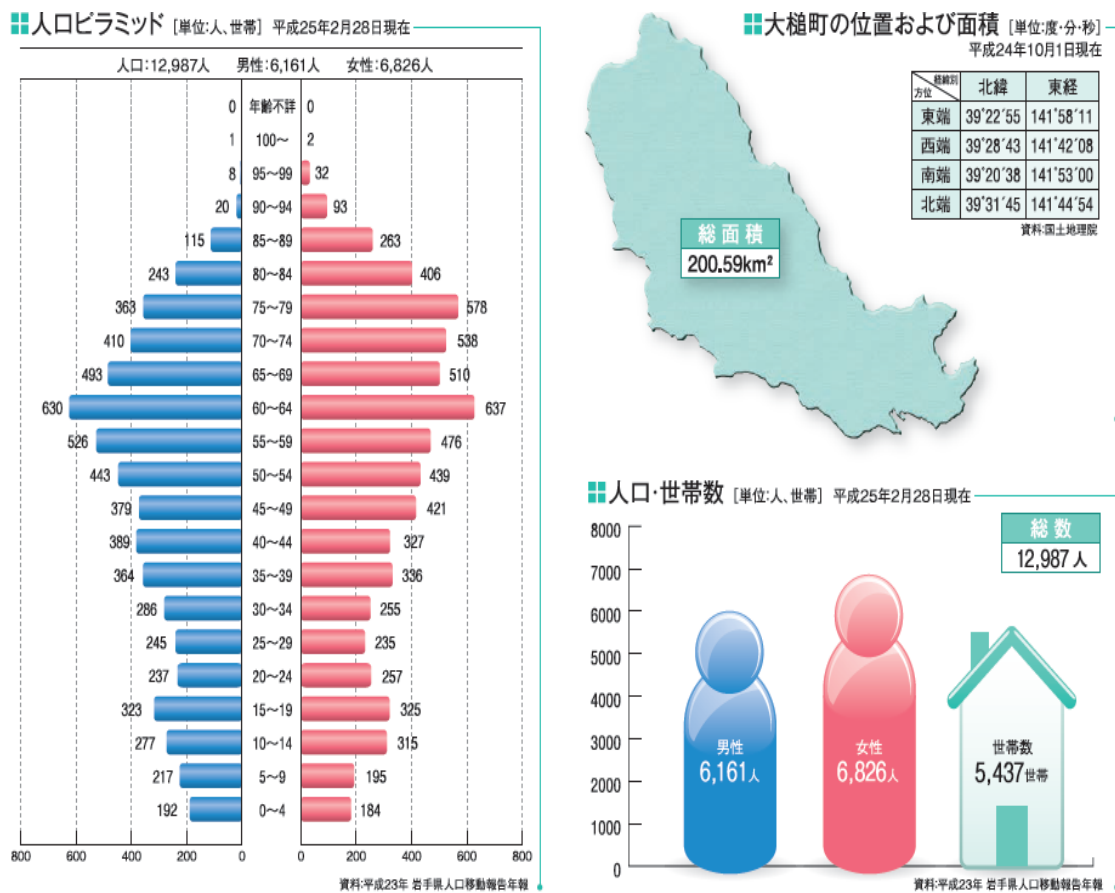 人口ピラミッド [単位:人、世帯] 平成25年2月28日現在
人口:12,987人 男性:6,161人 女性:6,826人
0 年齢不詳 0
1 100〜 2
8 95〜99 32
20 90〜94 93
115 85〜89 263
243 80〜84 406
363 75〜79 578
410 70〜74 538
493 65〜69 510
630 60〜64 637
526 55〜59 476
443 50〜54 439
379 45〜49 421
389 40〜44 327
364 35〜39 336
286 30〜34 255
245 25〜29 235
237 20〜24 257
323 15〜19 325
277 10〜14 315
217 5〜9 195
192 0〜4 184
800 600 400 200 0 0 200 400 600 800
資料:平成23年 岩手県人口移動報告年報
大槌町の位置および面積 [単位:度・分・秒]
平成24年10月1日現在
経緯別
方位 北緯 東経
東端 39°22′55 141°58′11
西端 39°28′43 141°42′08
南端 39°20′38 141°53′00
北端 39°31′45 141°44′54
資料:国土地理院
総面積
200.59km²
人口・世帯数 [単位:人、世帯] 平成25年2月28日現在
総数
12,987人
8000
7000
6000
5000
4000
3000
2000
1000
0
男性
6,161人
女性
6,826人
世帯数
5,437世帯
資料:平成23年 岩手県人口移動報告年報